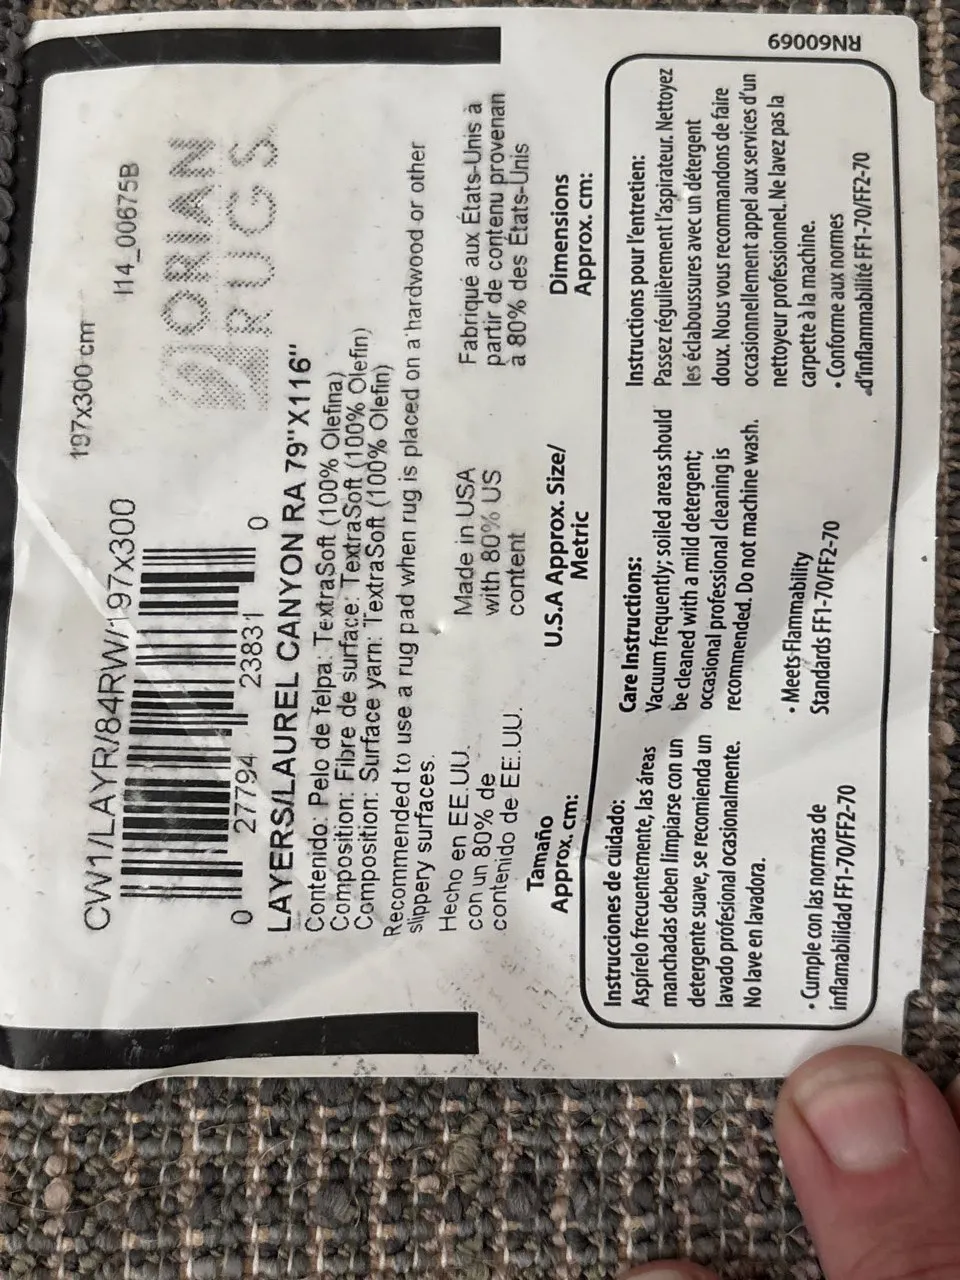 CW1/LAYR/84RW/197x300
197x300 cm
I14_00675B
0 27794 23831 0
ORIAN
RUGS
LAYERS/LAUREL CANYON RA 79"X116"
Contenido: Pelo de felpa: TextraSoft (100% Olefina)
Composition: Fibre de surface: TextraSoft (100% Olefin)
Composition: Surface yarn: TextraSoft (100% Olefin)
Recommended to use a rug pad when rug is placed on a hardwood or other
slippery surfaces.
Hecho en EE.UU.
con un 80% de
contenido de EE.UU.
Made in USA
with 80% US
content
Fabriqué aux États-Unis à
partir de contenu provenan
à 80% des États-Unis
Tamaño
Approx. cm:
U.S.A Approx. Size/
Metric
Dimensions
Approx. cm:
Instrucciones de cuidado:
Aspírelo frecuentemente, las áreas
manchadas deben limpiarse con un
detergente suave, se recomienda un
lavado profesional ocasionalmente.
No lave en lavadora.
• Cumple con las normas de
inflamabilidad FF1-70/FF2-70
Care Instructions:
Vacuum frequently; soiled areas should
be cleaned with a mild detergent;
occasional professional cleaning is
recommended. Do not machine wash.
• Meets Flammability
Standards FF1-70/FF2-70
Instructions pour l'entretien:
Passez régulièrement l'aspirateur. Nettoyez
les éclaboussures avec un détergent
doux. Nous vous recommandons de faire
occasionnellement appel aux services d'un
nettoyeur professionnel. Ne lavez pas la
carpette à la machine.
• Conforme aux normes
d'inflammabilité FF1-70/FF2-70
RN60069